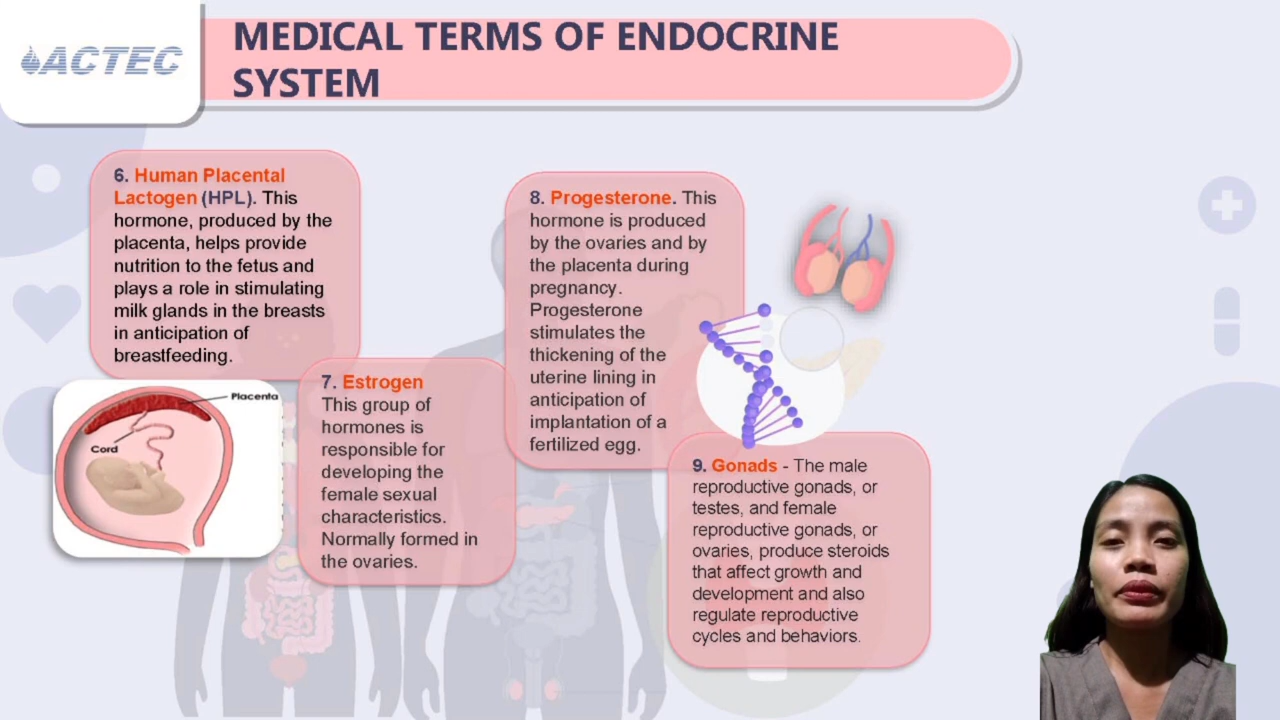 ACTEC
MEDICAL TERMS OF ENDOCRINE
SYSTEM
6. Human Placental
Lactogen (HPL). This
hormone, produced by the
placenta, helps provide
nutrition to the fetus and
plays a role in stimulating
milk glands in the breasts
in anticipation of
breastfeeding.
Placenta
Cord
7. Estrogen
This group of
hormones is
responsible for
developing the
female sexual
characteristics.
Normally formed in
the ovaries.
8. Progesterone. This
hormone is produced
by the ovaries and by
the placenta during
pregnancy.
Progesterone
stimulates the
thickening of the
uterine lining in
anticipation of
implantation of a
fertilized egg.
9. Gonads - The male
reproductive gonads, or
testes, and female
reproductive gonads, or
ovaries, produce steroids
that affect growth and
development and also
regulate reproductive
cycles and behaviors.